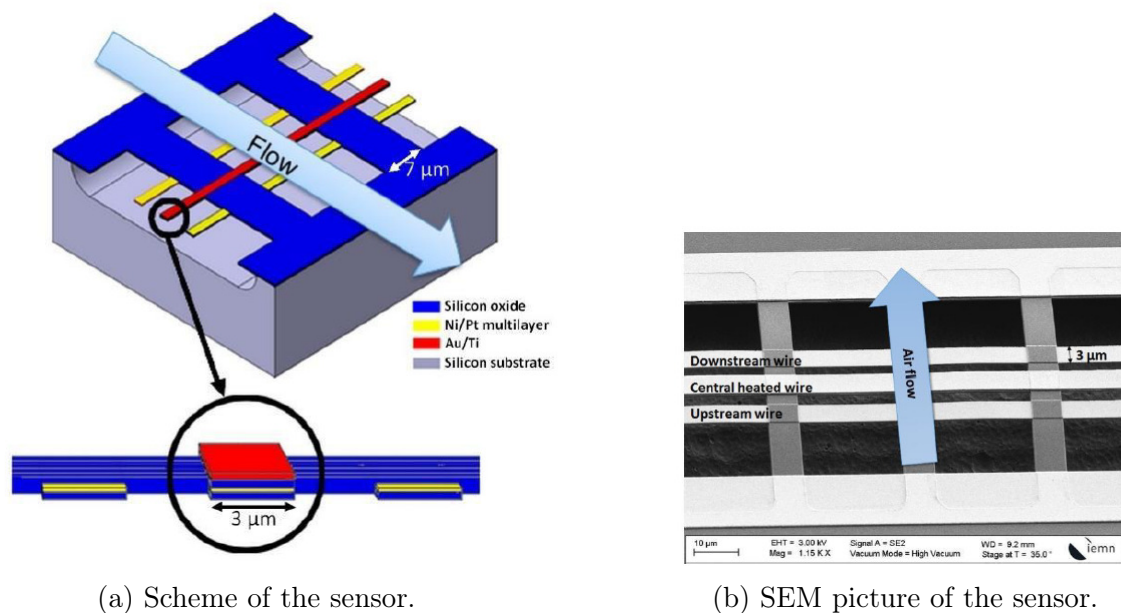 Flow
7 μm
Silicon oxide
Ni/Pt multilayer
Au/Ti
Silicon substrate
3 μm
(a) Scheme of the sensor.
Downstream wire
3 μm
Central heated wire
Air flow
Upstream wire
10 μm
EHT = 3.00 kV
Mag = 1.15 K X
Signal A = SE2
Vacuum Mode = High Vacuum
WD = 9.2 mm
Stage at T = 35.0 °
iemn
(b) SEM picture of the sensor.